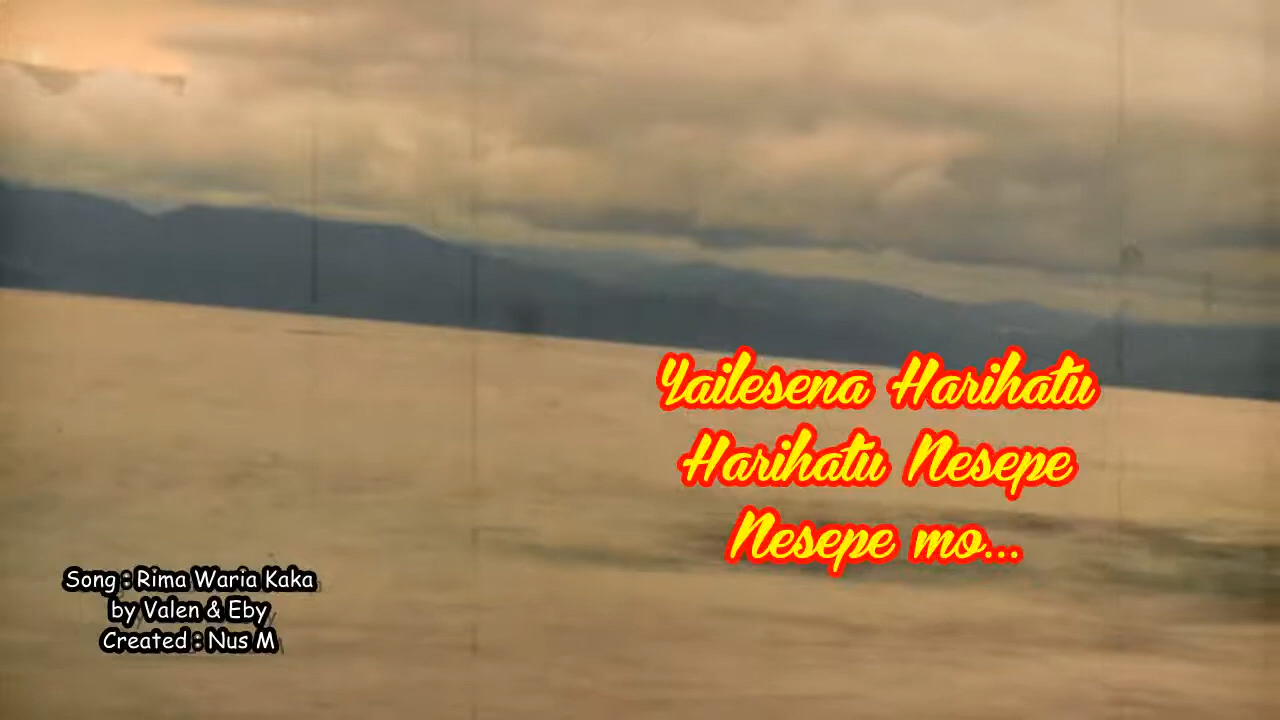 Yailesena Harihatu
Harihatu Nesepe
Nesepe mo...
Song : Rima Waria Kaka
by Valen & Eby
Created : Nus M